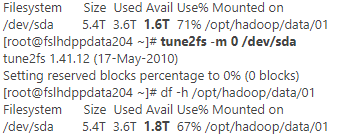 Filesystem Size Used Avail Use% Mounted on
/dev/sda 5.4T 3.6T 1.6T 71% /opt/hadoop/data/01
[root@fslhdppdata204 ~]# tune2fs -m 0 /dev/sda
tune2fs 1.41.12 (17-May-2010)
Setting reserved blocks percentage to 0% (0 blocks)
[root@fslhdppdata204 ~]# df -h /opt/hadoop/data/01
Filesystem Size Used Avail Use% Mounted on
/dev/sda 5.4T 3.6T 1.8T 67% /opt/hadoop/data/01